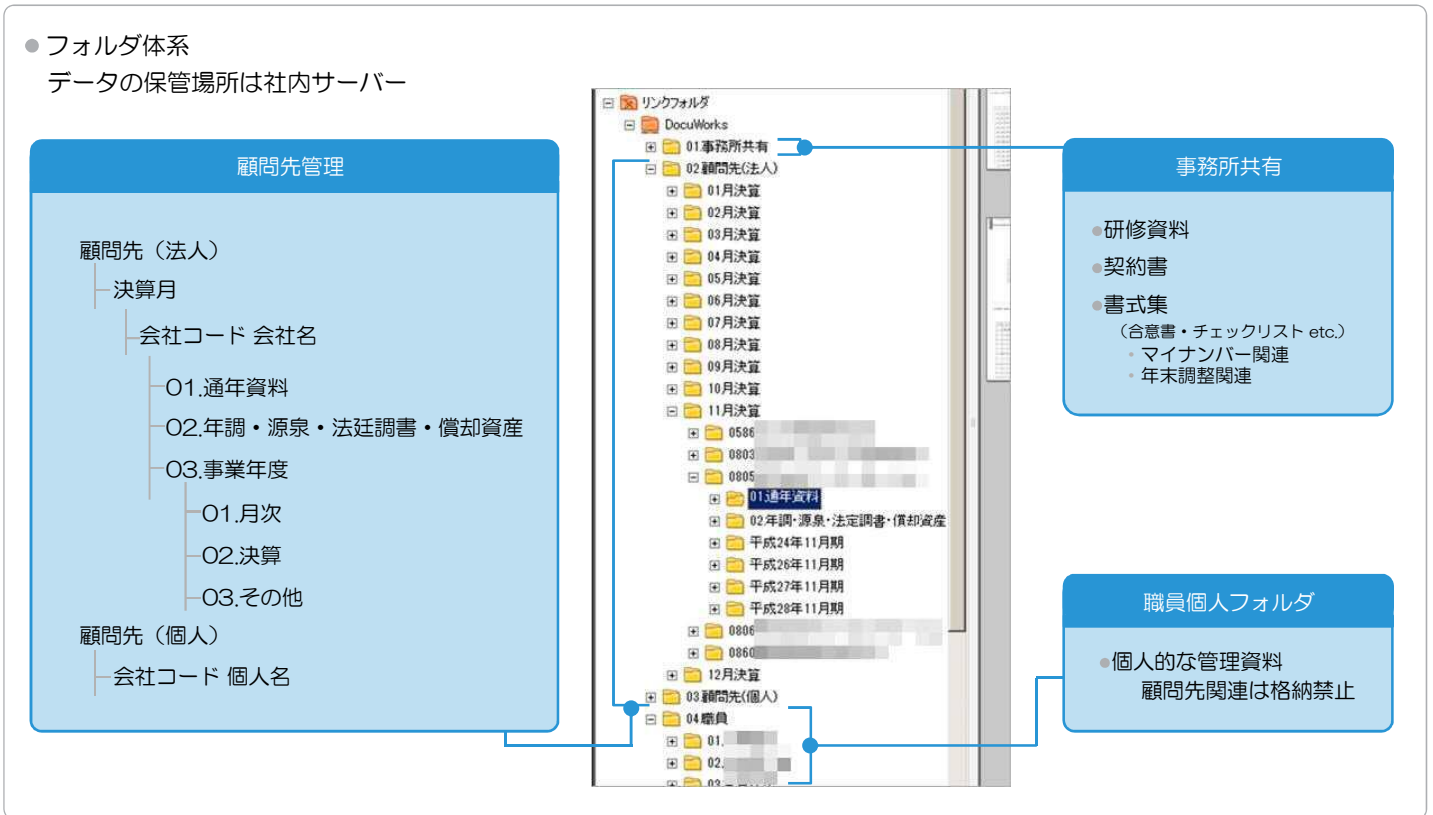 ● フォルダ体系
データの保管場所は社内サーバー
顧問先管理
顧問先（法人）
決算月
会社コード 会社名
01.通年資料
02.年調・源泉・法廷調書・償却資産
03.事業年度
01.月次
02.決算
03.その他
顧問先（個人）
会社コード 個人名
リンクフォルダ
DocuWorks
01.事務所共有
02.顧問先(法人)
01月決算
02月決算
03月決算
04月決算
05月決算
06月決算
07月決算
08月決算
09月決算
10月決算
11月決算
0586
0803
0805
01.通年資料
02.年調・源泉・法定調書・償却資産
平成24年11月期
平成26年11月期
平成27年11月期
平成28年11月期
0806
0860
12月決算
03.顧問先(個人)
04.職員
01.
02.
03.
事務所共有
●研修資料
●契約書
●書式集
（合意書・チェックリスト etc.）
・マイナンバー関連
・年末調整関連
職員個人フォルダ
●個人的な管理資料
顧問先関連は格納禁止